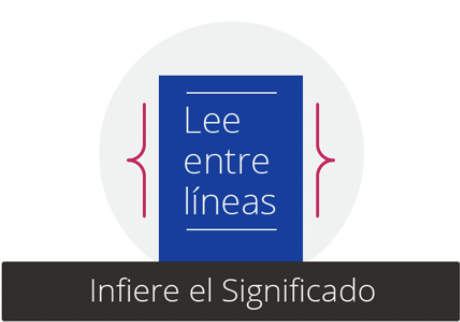 Lee
entre
líneas
Infiere el Significado